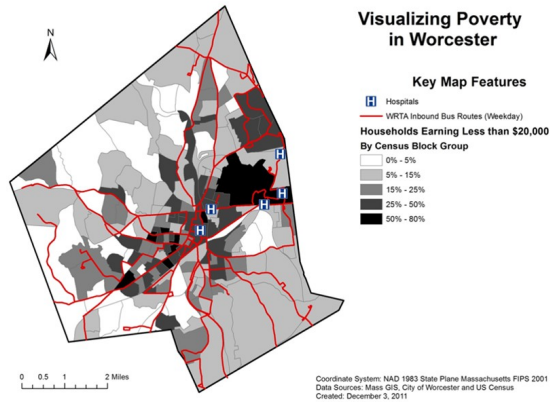 Visualizing Poverty
in Worcester
N
Key Map Features
H Hospitals
WRTA Inbound Bus Routes (Weekday)
Households Earning Less than $20,000
By Census Block Group
0% - 5%
5% - 15%
15% - 25%
25% - 50%
50% - 80%
H
H
H
H
H
0 0.5 1 2 Miles
Coordinate System: NAD 1983 State Plane Massachusetts FIPS 2001
Data Sources: Mass GIS, City of Worcester and US Census
Created: December 3, 2011